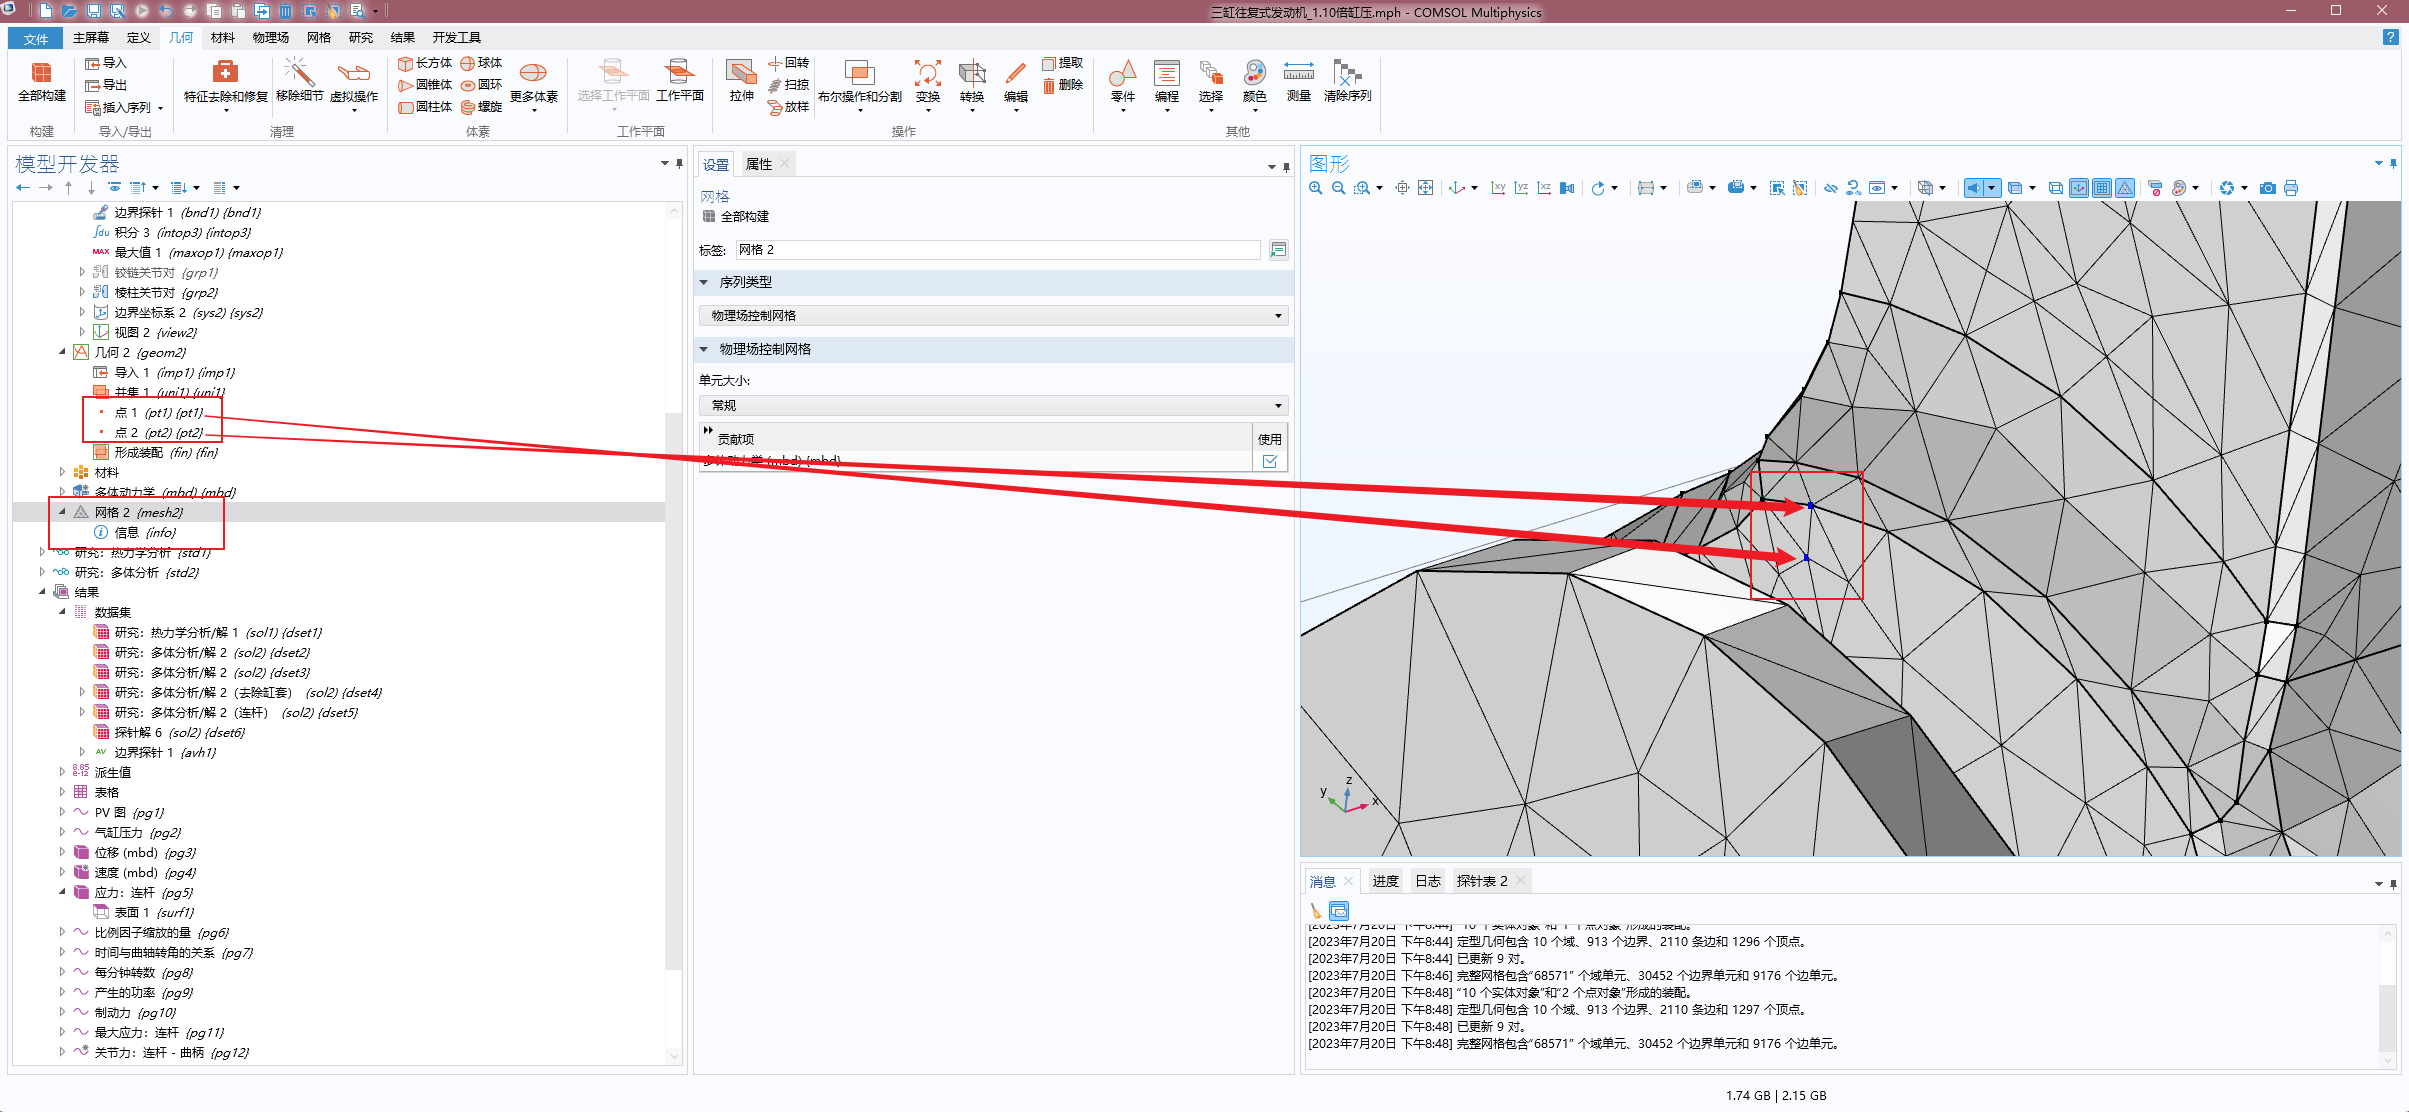 三缸往复式发动机_1.10倍缸压.mph - COMSOL Multiphysics
文件 主屏幕 定义 几何 材料 物理场 网格 研究 结果 开发工具
全部构建
构建
导入
导出
插入序列
导入/导出
特征去除和修复 移除细节 虚拟操作
清理
长方体 球体
圆锥体 圆环
圆柱体 螺旋
更多体素
体素
选择工作平面 工作平面
工作平面
拉伸
回转
扫掠
放样
布尔操作和分割 变换 转换 编辑
提取
删除
操作
零件 编程 选择 颜色 测量 清除序列
其他
模型开发器
边界探针 1 (bnd1) {bnd1}
积分 3 (intop3) {intop3}
最大值 1 (maxop1) {maxop1}
铰链关节对 {grp1}
棱柱关节对 {grp2}
边界坐标系 2 (sys2) {sys2}
视图 2 {view2}
几何 2 {geom2}
导入 1 (imp1) {imp1}
并集 1 (uni1) {uni1}
点 1 (pt1) {pt1}
点 2 (pt2) {pt2}
形成装配 (fin) {fin}
材料
多体动力学 (mbd) {mbd}
网格 2 {mesh2}
信息 {info}
研究：热力学分析 {std1}
研究：多体分析 {std2}
结果
数据集
研究：热力学分析/解 1 (sol1) {dset1}
研究：多体分析/解 2 (sol2) {dset2}
研究：多体分析/解 2 (sol2) {dset3}
研究：多体分析/解 2（去除缸套） (sol2) {dset4}
研究：多体分析/解 2（连杆） (sol2) {dset5}
探针解 6 (sol2) {dset6}
边界探针 1 {avh1}
派生值
表格
PV 图 {pg1}
气缸压力 {pg2}
位移 (mbd) {pg3}
速度 (mbd) {pg4}
应力：连杆 {pg5}
表面 1 {surf1}
比例因子缩放的量 {pg6}
时间与曲轴转角的关系 {pg7}
每分钟转数 {pg8}
产生的功率 {pg9}
制动力 {pg10}
最大应力：连杆 {pg11}
关节力：连杆 - 曲柄 {pg12}
设置 属性
网格
全部构建
标签: 网格 2
序列类型
物理场控制网格
物理场控制网格
单元大小:
常规
贡献项 使用
多体动力学 (mbd) {mbd}
图形
xy yz xz
z
y
x
消息 进度 日志 探针表 2
[2023年7月20日 下午8:44] "10 个实体对象"和"1 个点对象"形成的装配。
[2023年7月20日 下午8:44] 定型几何包含 10 个域、913 个边界、2110 条边和 1296 个顶点。
[2023年7月20日 下午8:44] 已更新 9 对。
[2023年7月20日 下午8:46] 完整网格包含"68571" 个域单元、30452 个边界单元和 9176 个边单元。
[2023年7月20日 下午8:48] "10 个实体对象"和"2 个点对象"形成的装配。
[2023年7月20日 下午8:48] 定型几何包含 10 个域、913 个边界、2110 条边和 1297 个顶点。
[2023年7月20日 下午8:48] 已更新 9 对。
[2023年7月20日 下午8:48] 完整网格包含"68571" 个域单元、30452 个边界单元和 9176 个边单元。
1.74 GB | 2.15 GB